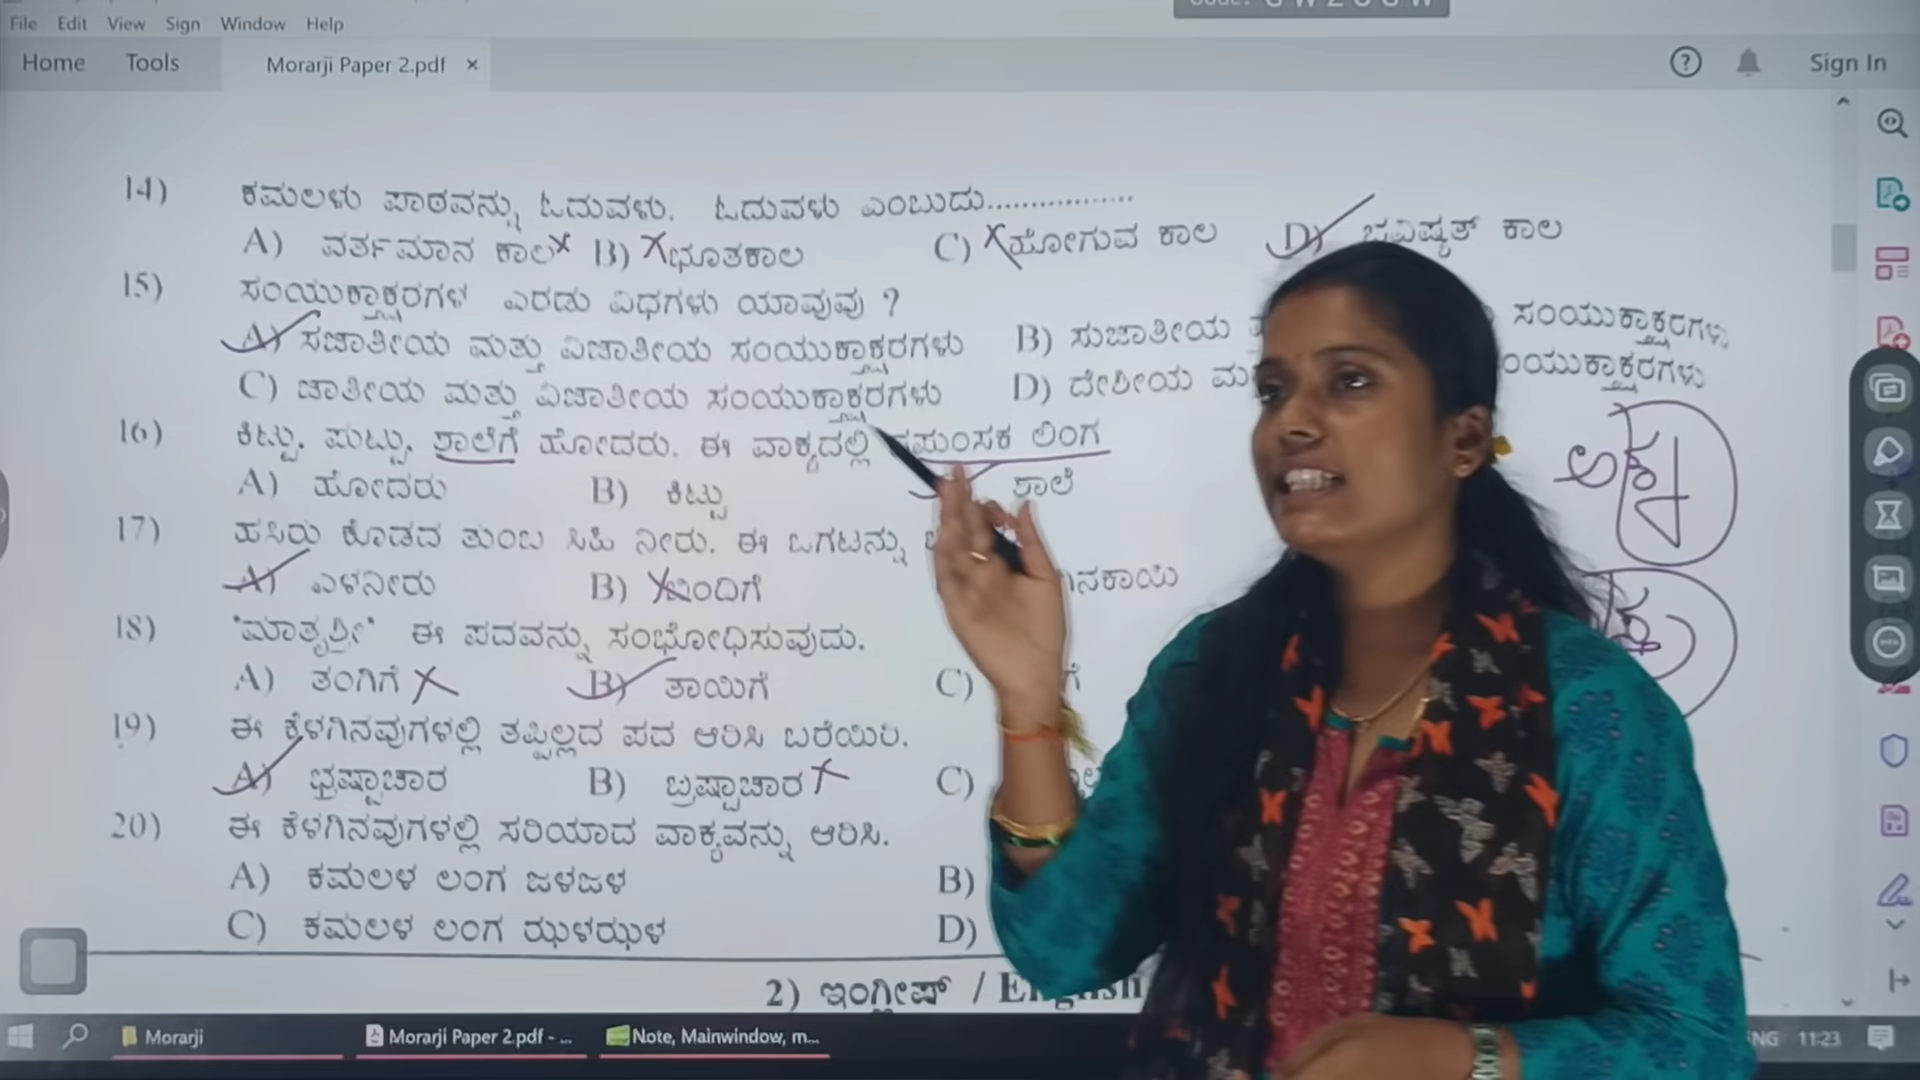 File Edit View Sign Window Help
Home Tools Morarji Paper 2.pdf × Sign In
14) ಕಮಲಳು ಪಾಠವನ್ನು ಓದುವಳು. ಓದುವಳು ಎಂಬುದು.................
A) ವರ್ತಮಾನ ಕಾಲ B) ಭೂತಕಾಲ C) ಹೋಗುವ ಕಾಲ D) ಭವಿಷ್ಯತ್ ಕಾಲ
15) ಸಂಯುಕ್ತಾಕ್ಷರಗಳ ಎರಡು ವಿಧಗಳು ಯಾವುವು ?
A) ಸಜಾತೀಯ ಮತ್ತು ವಿಜಾತೀಯ ಸಂಯುಕ್ತಾಕ್ಷರಗಳು B) ಸುಜಾತೀಯ ಸಂಯುಕ್ತಾಕ್ಷರಗಳು
C) ಜಾತೀಯ ಮತ್ತು ವಿಜಾತೀಯ ಸಂಯುಕ್ತಾಕ್ಷರಗಳು D) ದೇಶೀಯ
16) ಕಿಟ್ಟು, ಪುಟ್ಟು, ಶಾಲೆಗೆ ಹೋದರು. ಈ ವಾಕ್ಯದಲ್ಲಿ ನಪುಂಸಕ ಲಿಂಗ
A) ಹೋದರು B) ಕಿಟ್ಟು ಶಾಲೆ
17) ಹಸಿರು ಕೊಡದ ತುಂಬ ಸಿಹಿ ನೀರು. ಈ ಒಗಟನ್ನು
A) ಎಳನೀರು B) ಬಿಂದಿಗೆ
18) 'ಮಾತೃಶ್ರೀ' ಈ ಪದವನ್ನು ಸಂಭೋಧಿಸುವುದು.
A) ತಂಗಿಗೆ B) ತಾಯಿಗೆ C)
19) ಈ ಕೆಳಗಿನವುಗಳಲ್ಲಿ ತಪ್ಪಿಲ್ಲದ ಪದ ಆರಿಸಿ ಬರೆಯಿರಿ.
A) ಭ್ರಷ್ಟಾಚಾರ B) ಬ್ರಷ್ಟಾಚಾರ C)
20) ಈ ಕೆಳಗಿನವುಗಳಲ್ಲಿ ಸರಿಯಾದ ವಾಕ್ಯವನ್ನು ಆರಿಸಿ.
A) ಕಮಲಳ ಲಂಗ ಜಳಜಳ B)
C) ಕಮಲಳ ಲಂಗ ಝಳಝಳ D)
2) ಇಂಗ್ಲೀಷ್ / English
Morarji Morarji Paper 2.pdf - ... Note, Mainwindow, m... 11:23